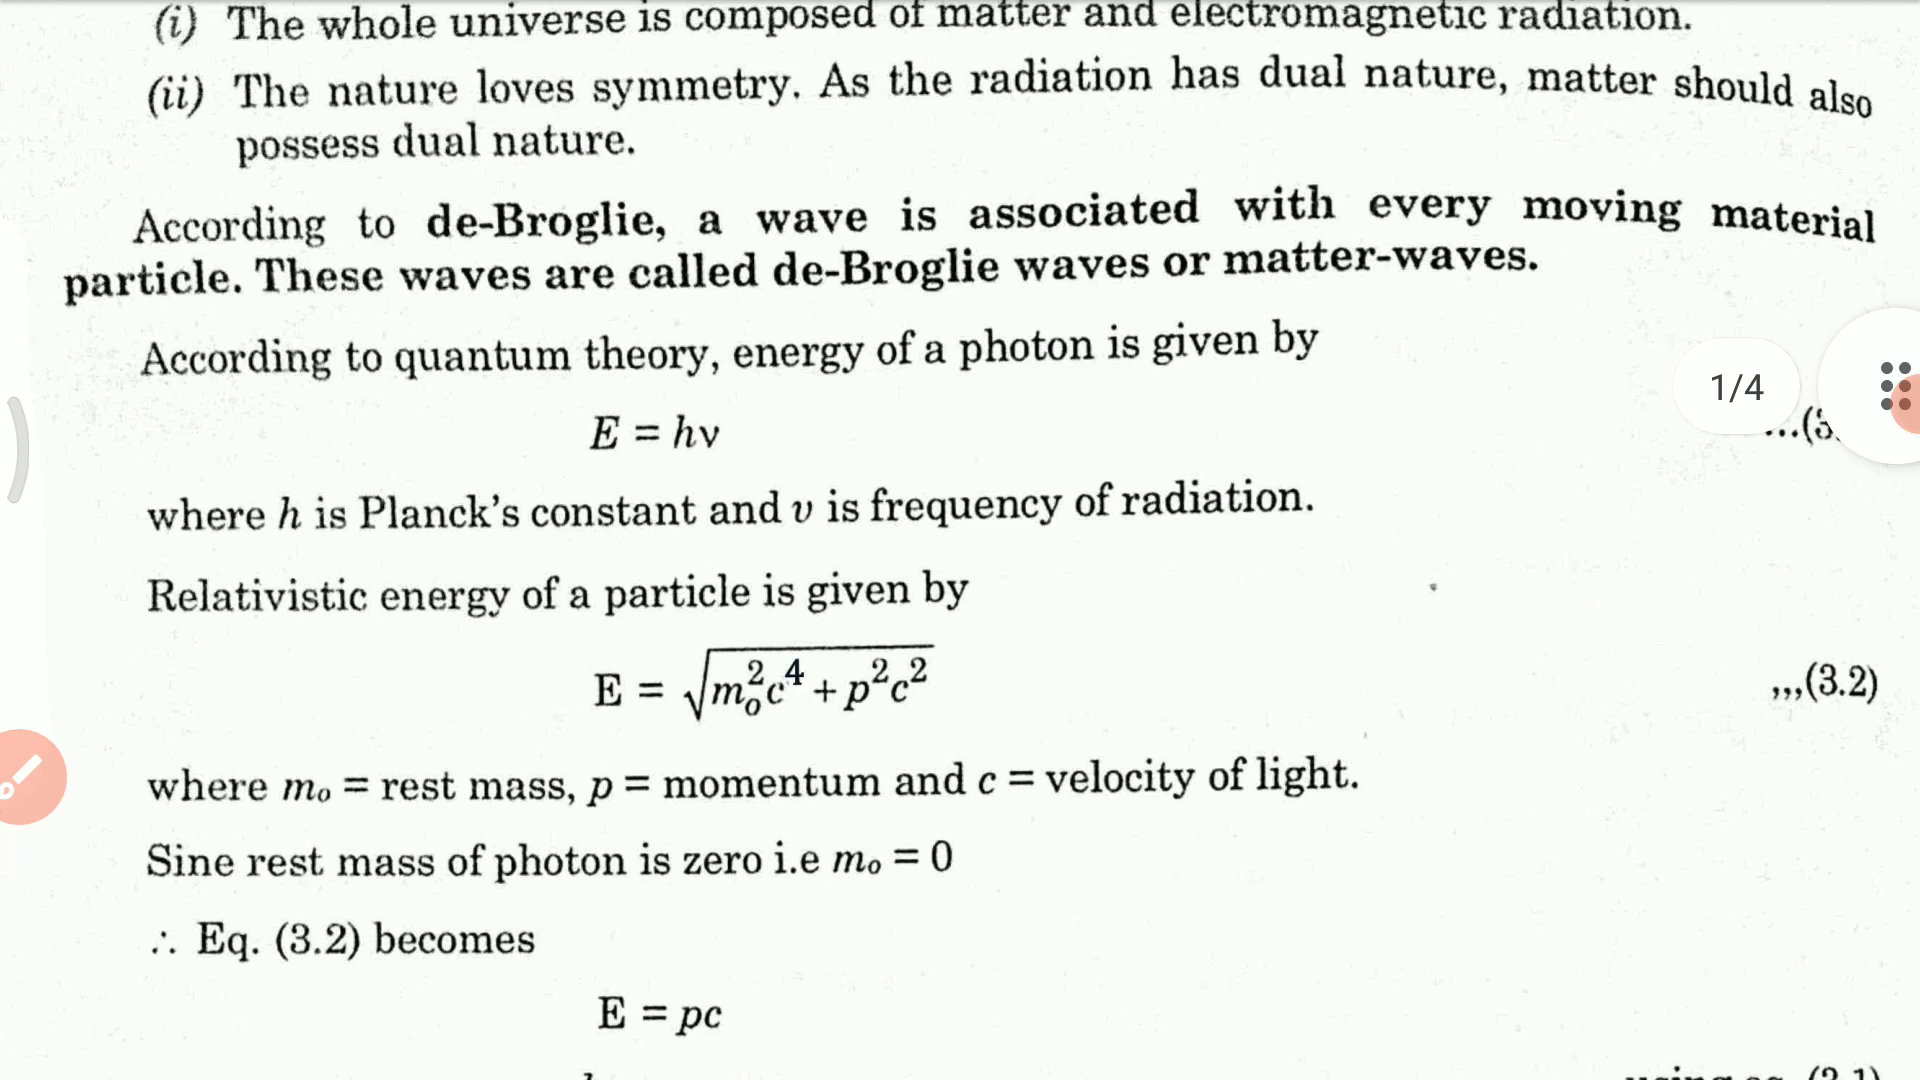 (i) The whole universe is composed of matter and electromagnetic radiation.
(ii) The nature loves symmetry. As the radiation has dual nature, matter should also
possess dual nature.
According to de-Broglie, a wave is associated with every moving material
particle. These waves are called de-Broglie waves or matter-waves.
According to quantum theory, energy of a photon is given by
1/4
E = hν
...(3.
where h is Planck's constant and υ is frequency of radiation.
Relativistic energy of a particle is given by
E = √m₀²c⁴ + p²c²
,,,(3.2)
where mₒ = rest mass, p = momentum and c = velocity of light.
Sine rest mass of photon is zero i.e mₒ = 0
∴ Eq. (3.2) becomes
E = pc